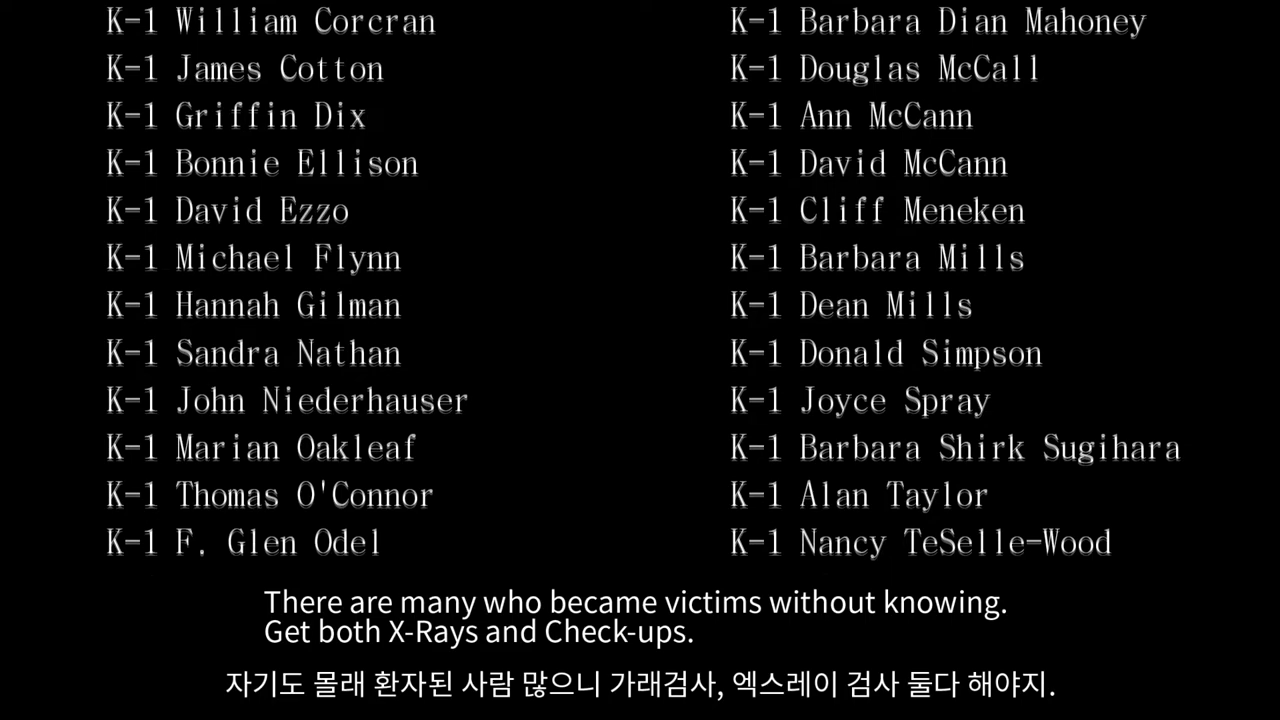 K-1 William Corcran
K-1 James Cotton
K-1 Griffin Dix
K-1 Bonnie Ellison
K-1 David Ezzo
K-1 Michael Flynn
K-1 Hannah Gilman
K-1 Sandra Nathan
K-1 John Niederhauser
K-1 Marian Oakleaf
K-1 Thomas O'Connor
K-1 F. Glen Odel
K-1 Barbara Dian Mahoney
K-1 Douglas McCall
K-1 Ann McCann
K-1 David McCann
K-1 Cliff Meneken
K-1 Barbara Mills
K-1 Dean Mills
K-1 Donald Simpson
K-1 Joyce Spray
K-1 Barbara Shirk Sugihara
K-1 Alan Taylor
K-1 Nancy TeSelle-Wood
There are many who became victims without knowing.
Get both X-Rays and Check-ups.
자기도 몰래 환자된 사람 많으니 가래검사, 엑스레이 검사 둘다 해야지.